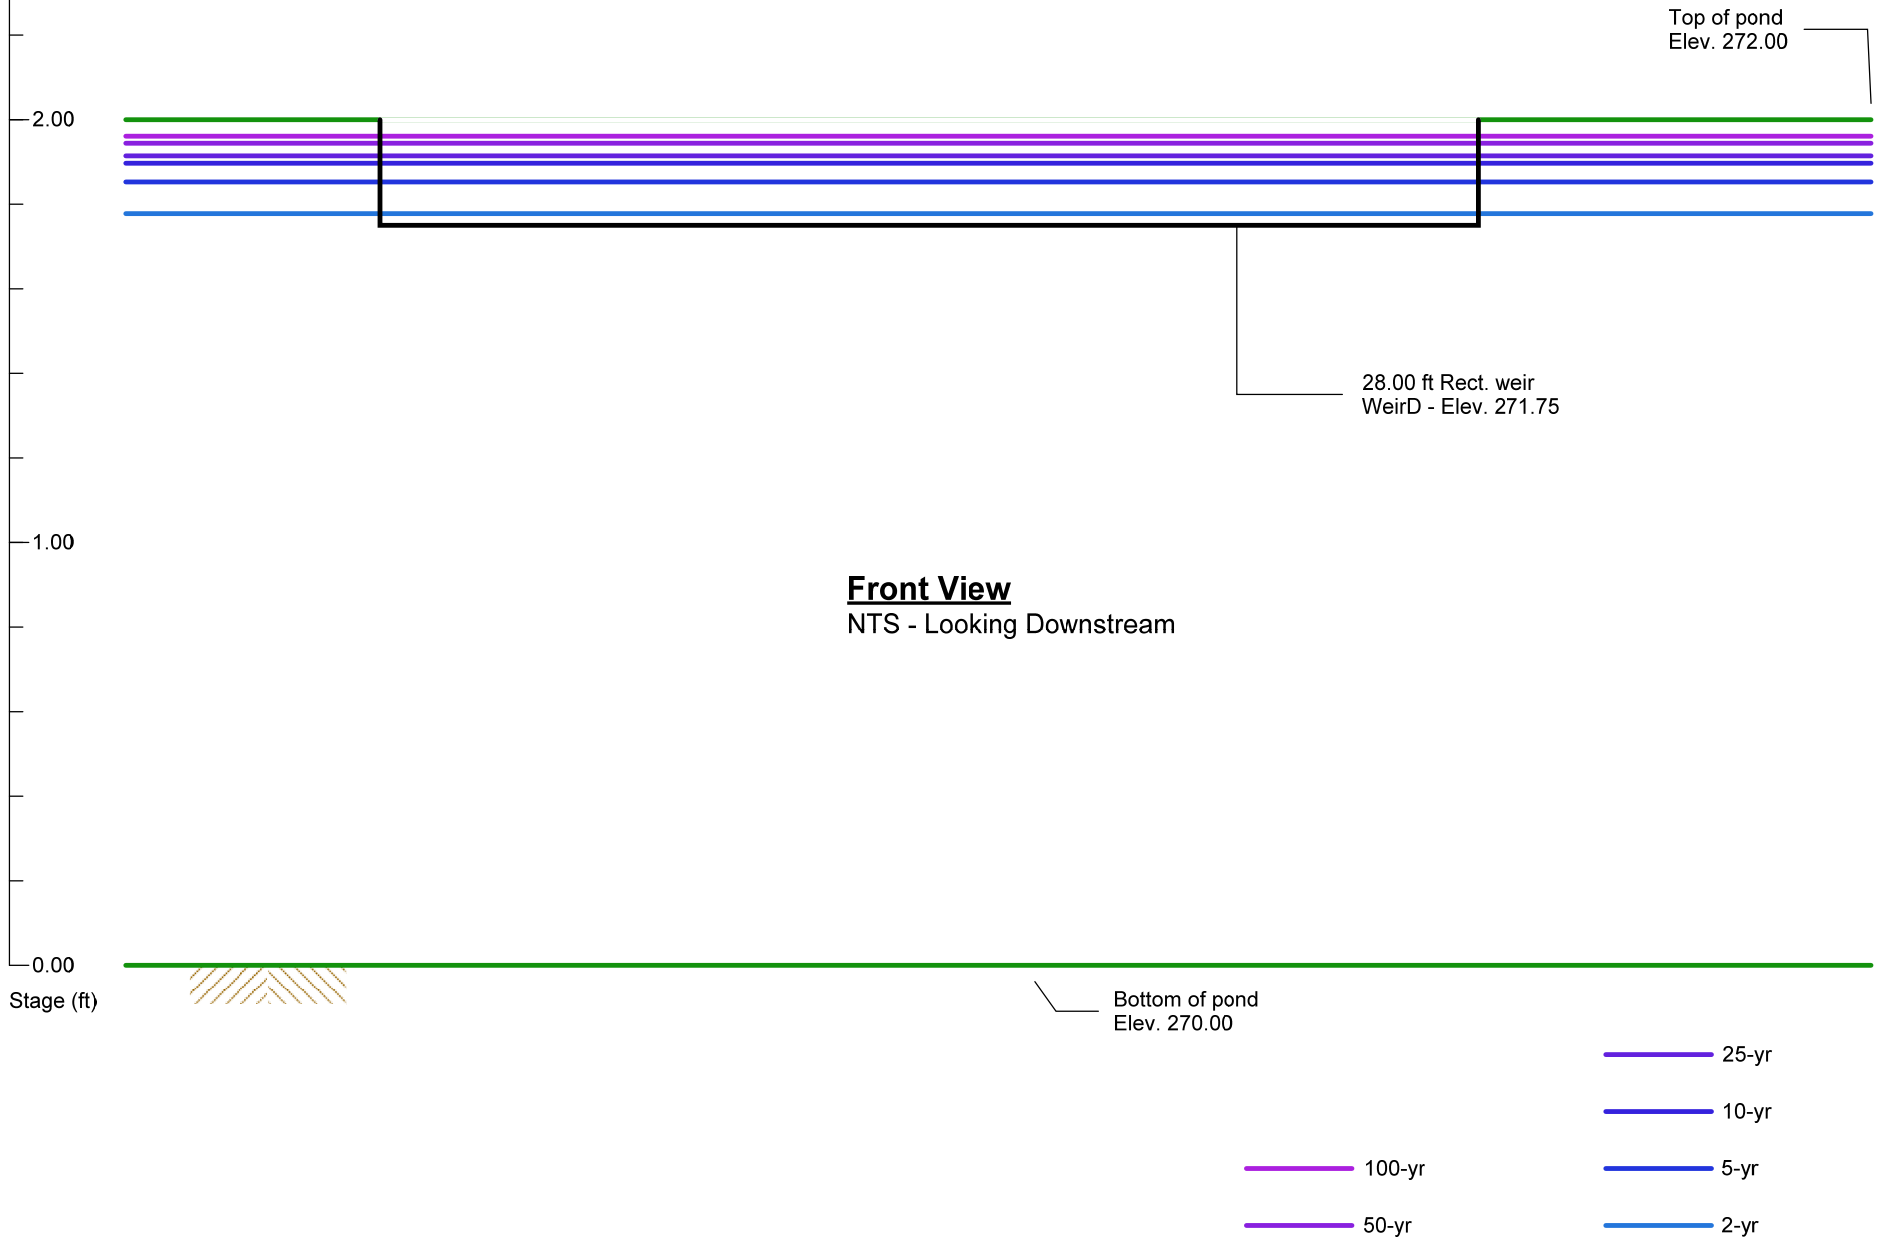 Top of pond
Elev. 272.00
2.00
28.00 ft Rect. weir
WeirD - Elev. 271.75
1.00
Front View
NTS - Looking Downstream
0.00
Stage (ft)
Bottom of pond
Elev. 270.00
25-yr
10-yr
100-yr
5-yr
50-yr
2-yr